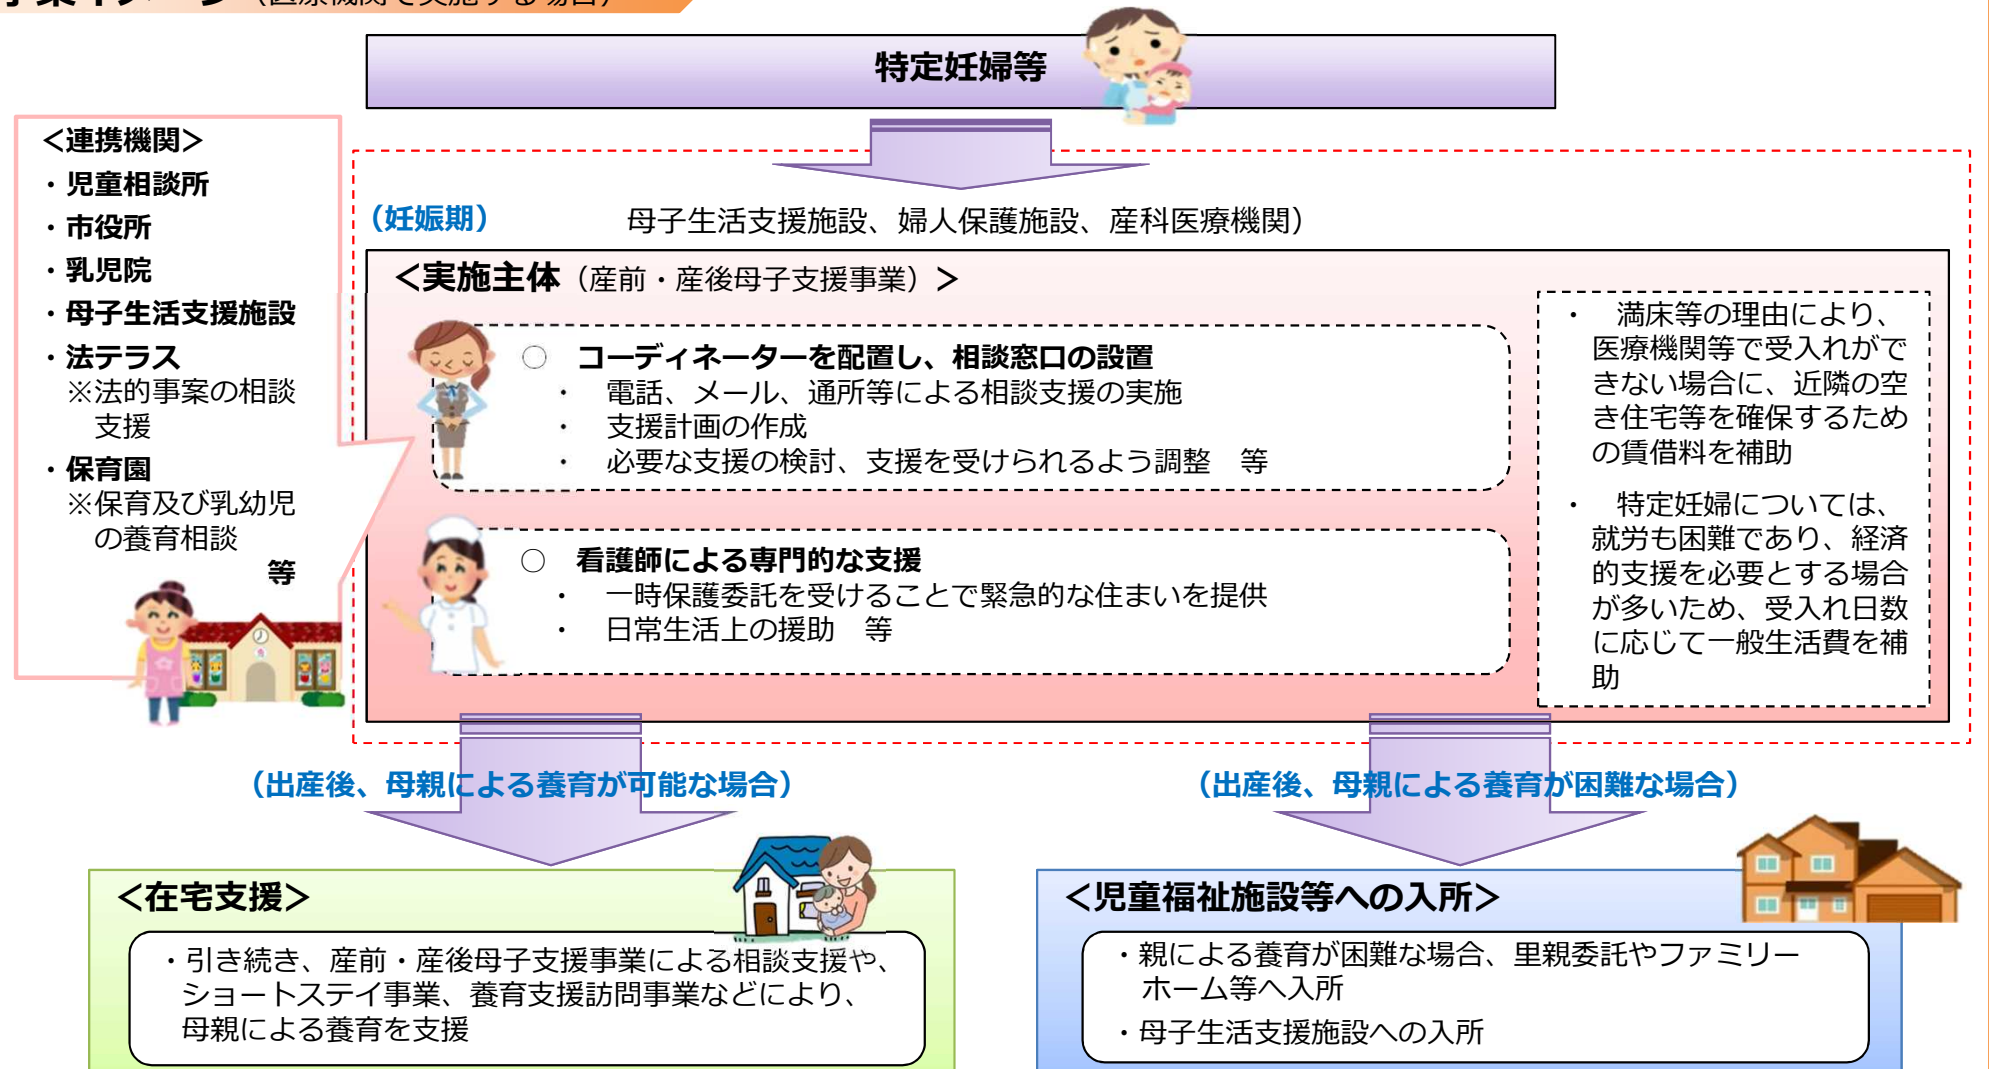 事業イメージ（医療機関で実施する場合）
特定妊婦等
＜連携機関＞
・児童相談所
・市役所
・乳児院
・母子生活支援施設
・法テラス
※法的事案の相談
支援
・保育園
※保育及び乳幼児
の養育相談
等
（妊娠期）
母子生活支援施設、婦人保護施設、産科医療機関）
＜実施主体（産前・産後母子支援事業）＞
○　コーディネーターを配置し、相談窓口の設置
・　電話、メール、通所等による相談支援の実施
・　支援計画の作成
・　必要な支援の検討、支援を受けられるよう調整　等
○　看護師による専門的な支援
・　一時保護委託を受けることで緊急的な住まいを提供
・　日常生活上の援助　等
・　満床等の理由により、
医療機関等で受入れがで
きない場合に、近隣の空
き住宅等を確保するため
の賃借料を補助
・　特定妊婦については、
就労も困難であり、経済
的支援を必要とする場合
が多いため、受入れ日数
に応じて一般生活費を補
助
（出産後、母親による養育が可能な場合）
（出産後、母親による養育が困難な場合）
＜在宅支援＞
・引き続き、産前・産後母子支援事業による相談支援や、
ショートステイ事業、養育支援訪問事業などにより、
母親による養育を支援
＜児童福祉施設等への入所＞
・親による養育が困難な場合、里親委託やファミリー
ホーム等へ入所
・母子生活支援施設への入所